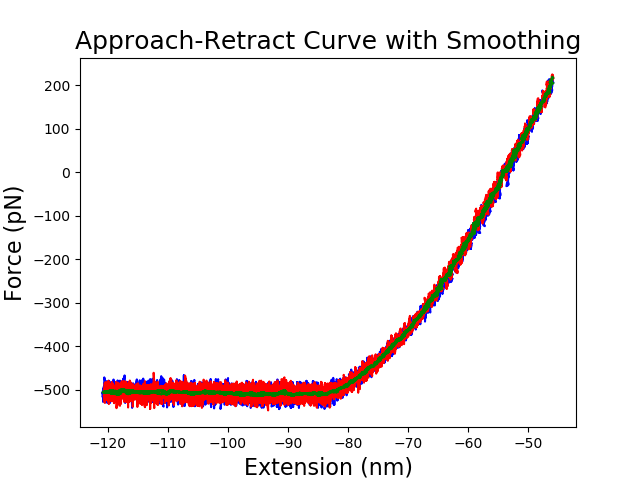 Approach-Retract Curve with Smoothing
200
100
0
−100
−200
−300
−400
−500
Force (pN)
−120 −110 −100 −90 −80 −70 −60 −50
Extension (nm)